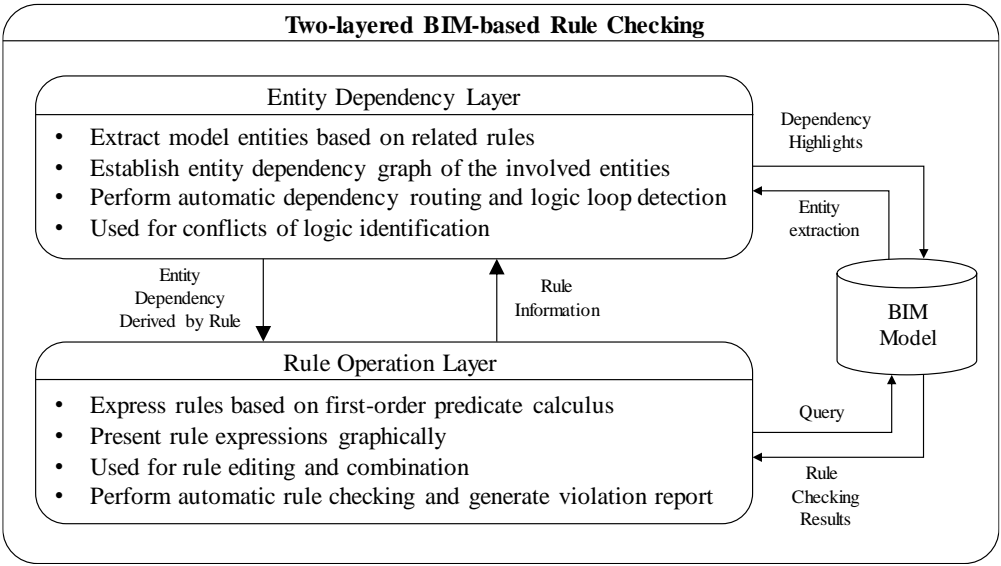 Two-layered BIM-based Rule Checking
Entity Dependency Layer
• Extract model entities based on related rules
• Establish entity dependency graph of the involved entities
• Perform automatic dependency routing and logic loop detection
• Used for conflicts of logic identification
Dependency
Highlights
Entity
extraction
Entity
Dependency
Derived by Rule
Rule
Information
BIM
Model
Rule Operation Layer
• Express rules based on first-order predicate calculus
• Present rule expressions graphically
• Used for rule editing and combination
• Perform automatic rule checking and generate violation report
Query
Rule
Checking
Results